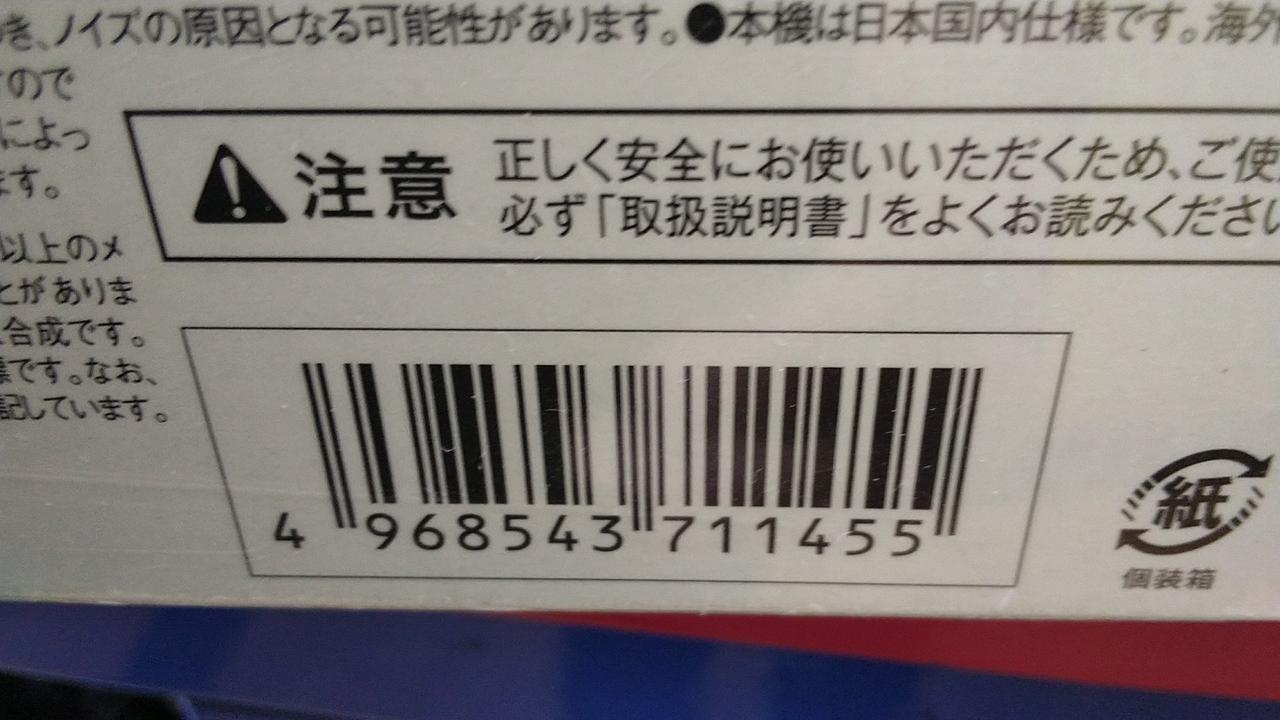 き、ノイズの原因となる可能性があります。●本機は日本国内仕様です。海外
ので
によっ
ます。
以上のメ
とがありま
合成です。
です。なお、
記しています。
注意
正しく安全にお使いいただくため、ご使
必ず「取扱説明書」をよくお読みください
4 968543 711455
紙
個装箱